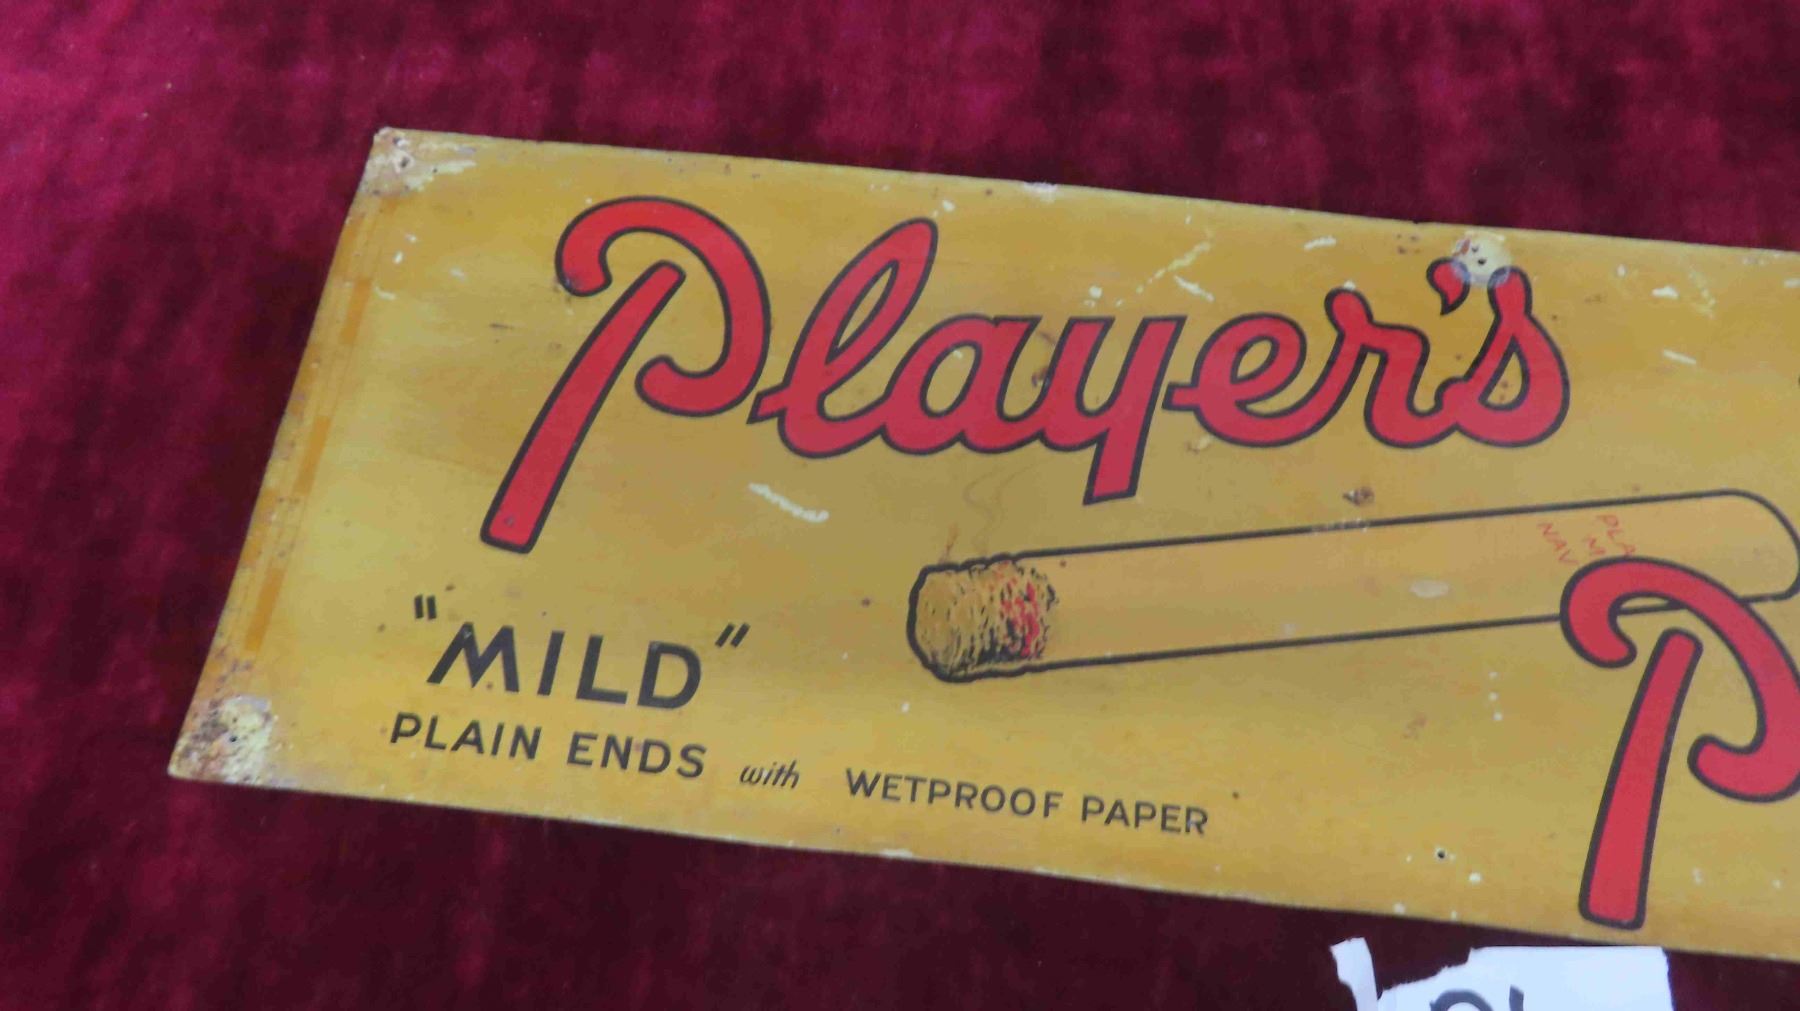 Player's
"MILD"
PLAIN ENDS with WETPROOF PAPER
P